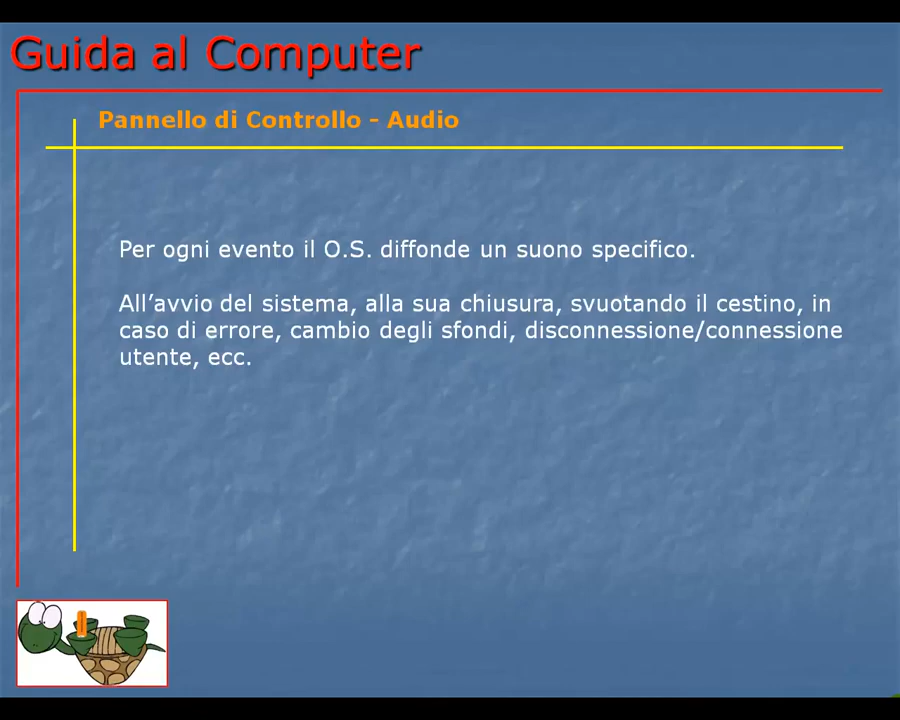 Guida al Computer
Pannello di Controllo - Audio
Per ogni evento il O.S. diffonde un suono specifico.
All’avvio del sistema, alla sua chiusura, svuotando il cestino, in
caso di errore, cambio degli sfondi, disconnessione/connessione
utente, ecc.